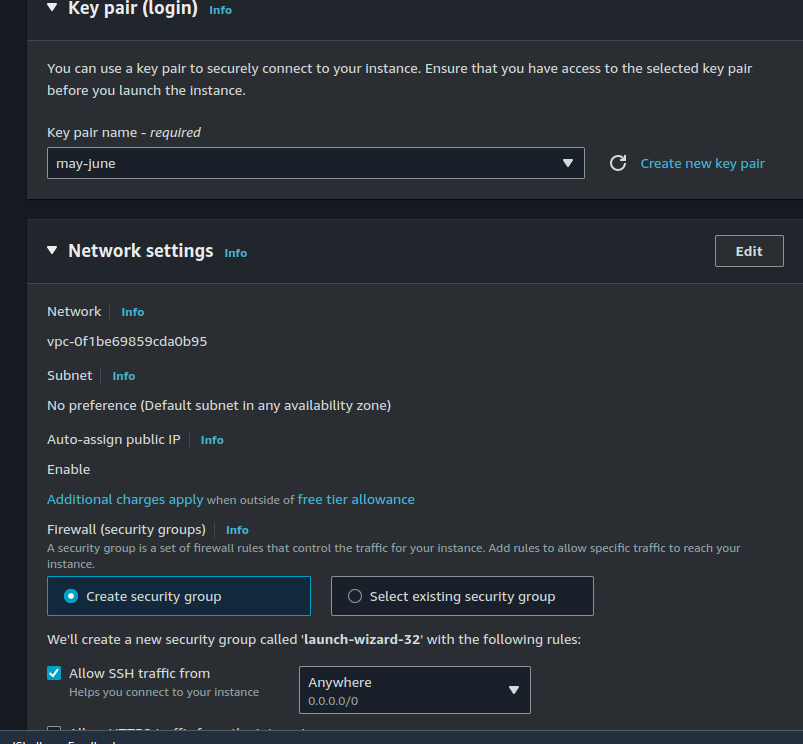 Key pair (login) Info
You can use a key pair to securely connect to your instance. Ensure that you have access to the selected key pair
before you launch the instance.
Key pair name - required
may-june
Create new key pair
Network settings Info
Edit
Network Info
vpc-0f1be69859cda0b95
Subnet Info
No preference (Default subnet in any availability zone)
Auto-assign public IP Info
Enable
Additional charges apply when outside of free tier allowance
Firewall (security groups) Info
A security group is a set of firewall rules that control the traffic for your instance. Add rules to allow specific traffic to reach your
instance.
Create security group
Select existing security group
We'll create a new security group called 'launch-wizard-32' with the following rules:
Allow SSH traffic from
Helps you connect to your instance
Anywhere
0.0.0.0/0